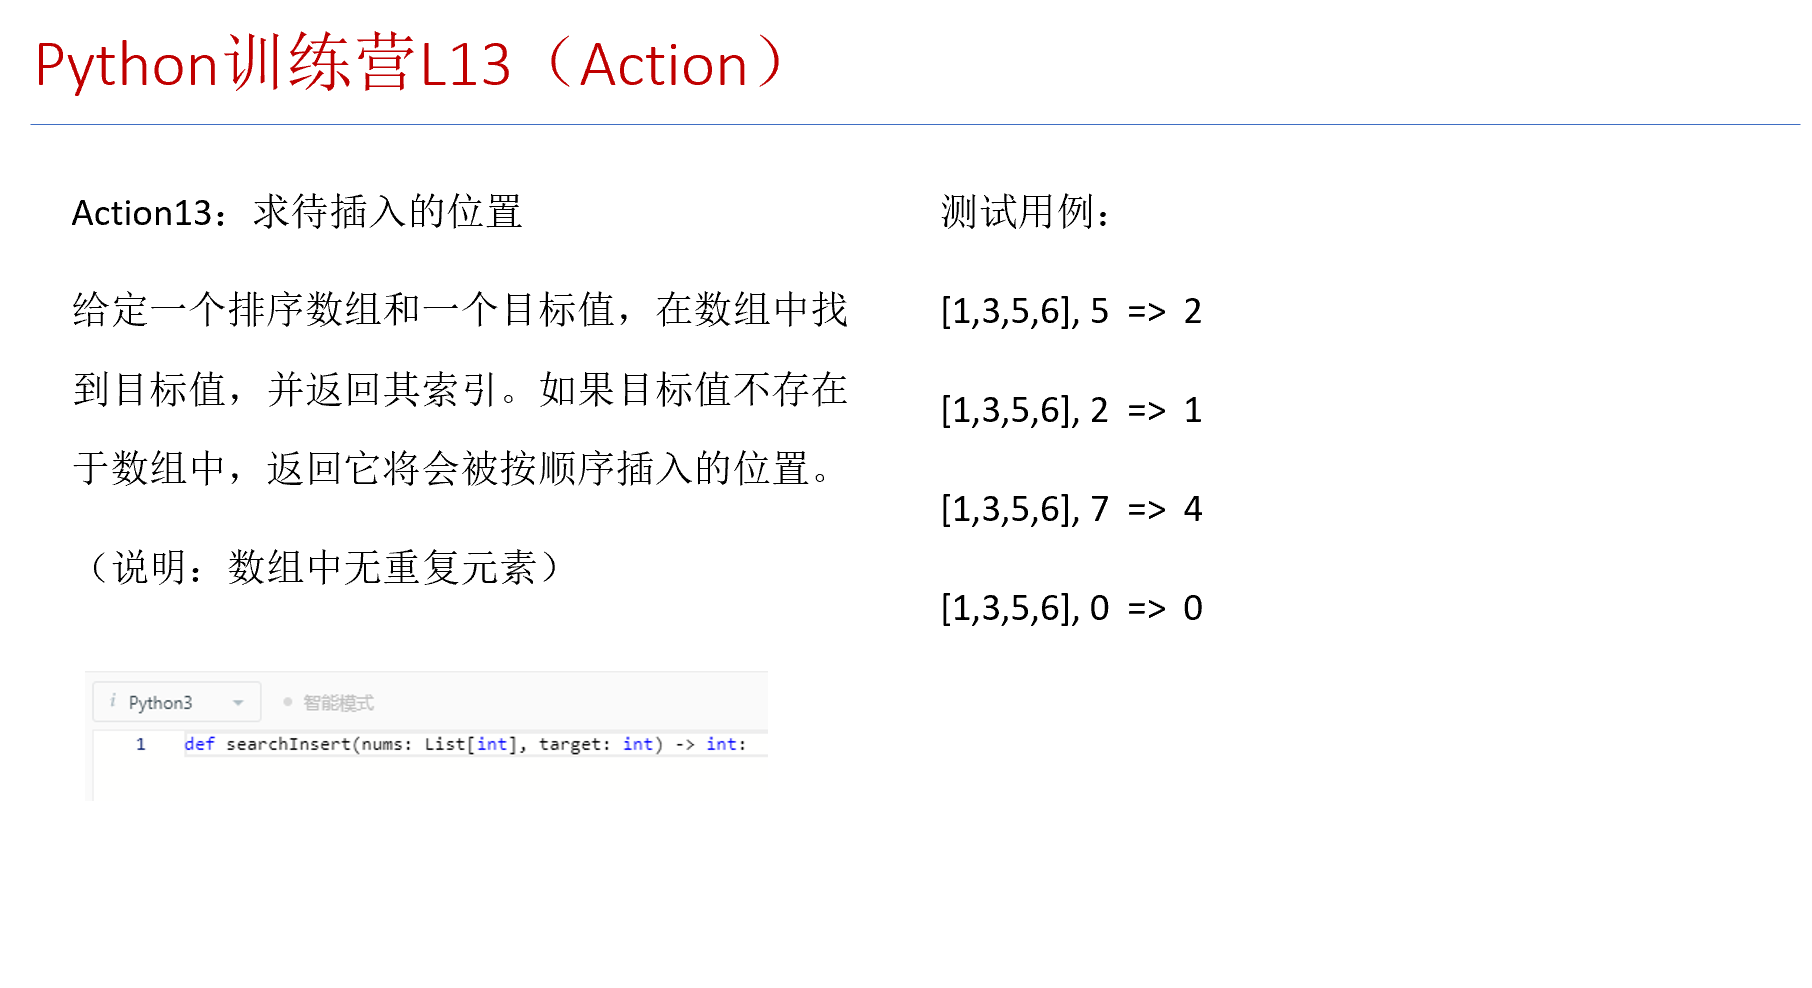 Python训练营L13（Action）
Action13：求待插入的位置
给定一个排序数组和一个目标值，在数组中找
到目标值，并返回其索引。如果目标值不存在
于数组中，返回它将会被按顺序插入的位置。
（说明：数组中无重复元素）
i Python3 智能模式
1 def searchInsert(nums: List[int], target: int) -> int:
测试用例：
[1,3,5,6], 5 => 2
[1,3,5,6], 2 => 1
[1,3,5,6], 7 => 4
[1,3,5,6], 0 => 0